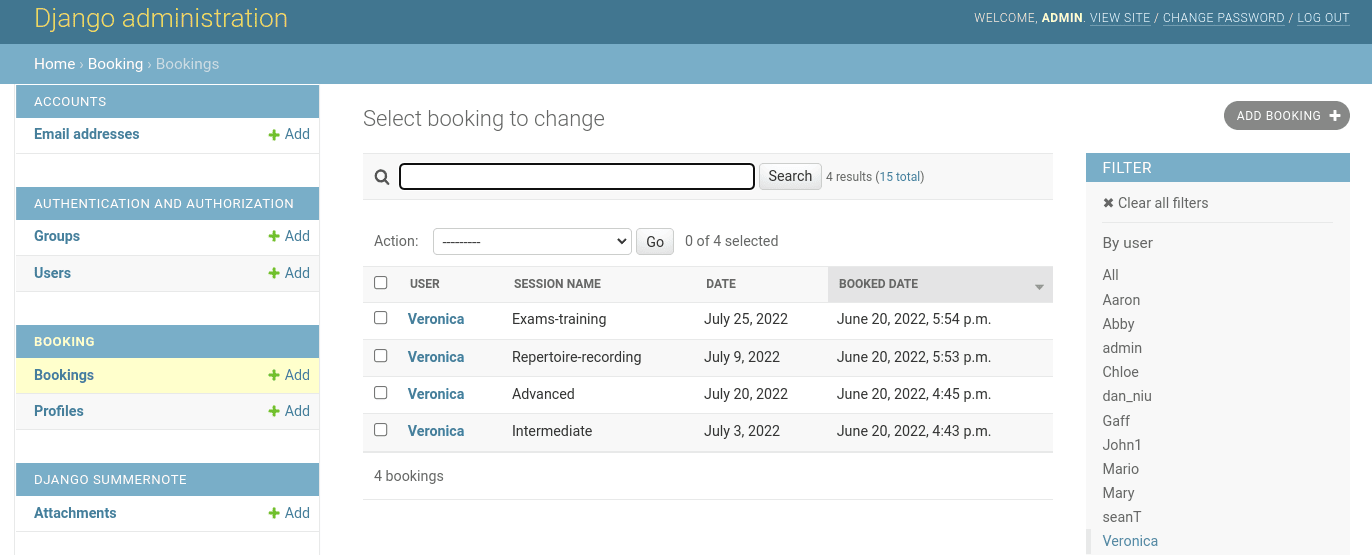 Django administration
WELCOME, ADMIN. VIEW SITE / CHANGE PASSWORD / LOG OUT
Home › Booking › Bookings
ACCOUNTS
Email addresses Add
AUTHENTICATION AND AUTHORIZATION
Groups Add
Users Add
BOOKING
Bookings Add
Profiles Add
DJANGO SUMMERNOTE
Attachments Add
Select booking to change
ADD BOOKING
Search 4 results (15 total)
Action: --------- Go 0 of 4 selected
USER SESSION NAME DATE BOOKED DATE
Veronica Exams-training July 25, 2022 June 20, 2022, 5:54 p.m.
Veronica Repertoire-recording July 9, 2022 June 20, 2022, 5:53 p.m.
Veronica Advanced July 20, 2022 June 20, 2022, 4:45 p.m.
Veronica Intermediate July 3, 2022 June 20, 2022, 4:43 p.m.
4 bookings
FILTER
✖ Clear all filters
By user
All
Aaron
Abby
admin
Chloe
dan_niu
Gaff
John1
Mario
Mary
seanT
Veronica